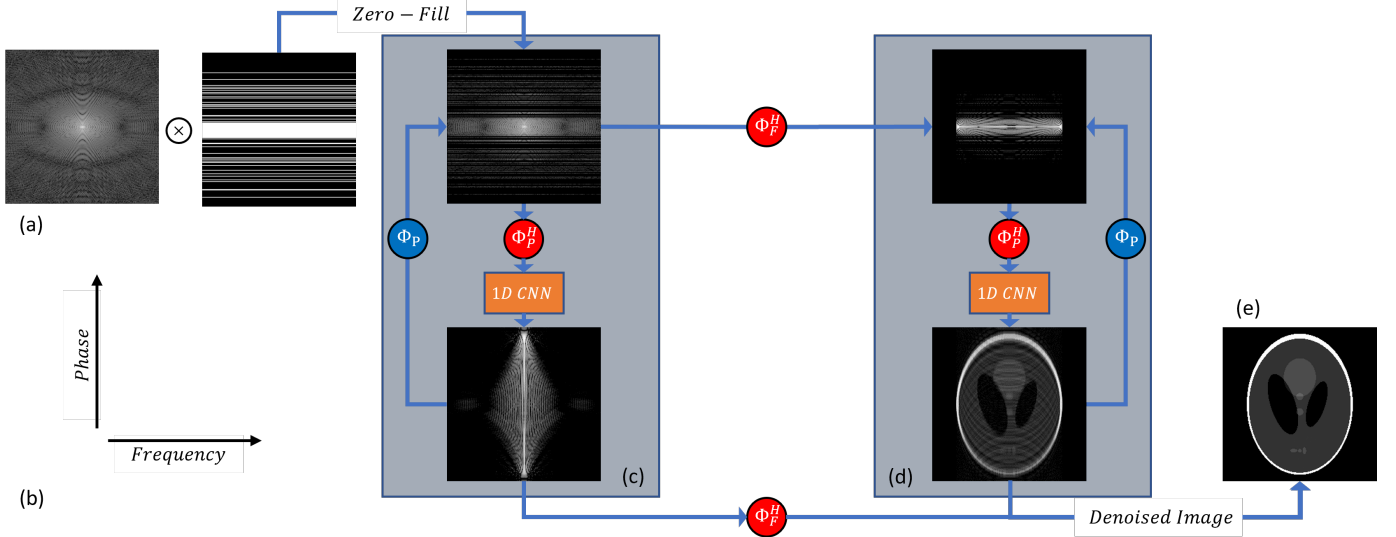 Zero − Fill
×
(a)
Φ_F^H
Φ_P
Φ_P^H
Φ_P^H
Φ_P
1D CNN
1D CNN
Phase
(e)
Frequency
(c)
(d)
(b)
Φ_F^H
Denoised Image